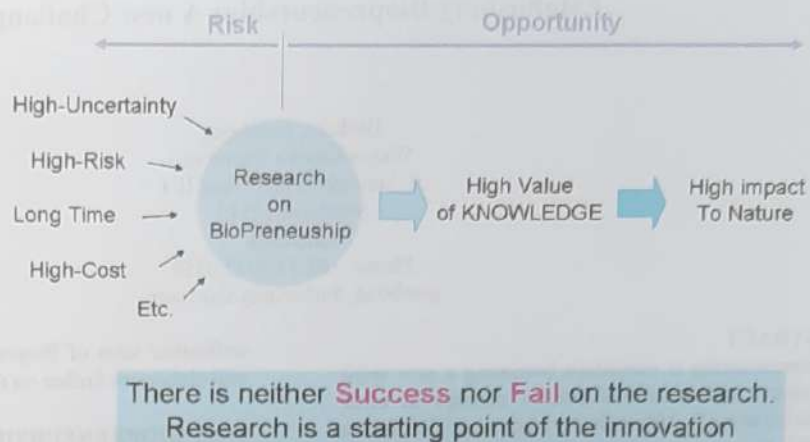 Risk
Opportunity
High-Uncertainty
High-Risk
Long Time
High-Cost
Etc.
Research
on
BioPreneuship
High Value
of KNOWLEDGE
High impact
To Nature
There is neither Success nor Fail on the research.
Research is a starting point of the innovation